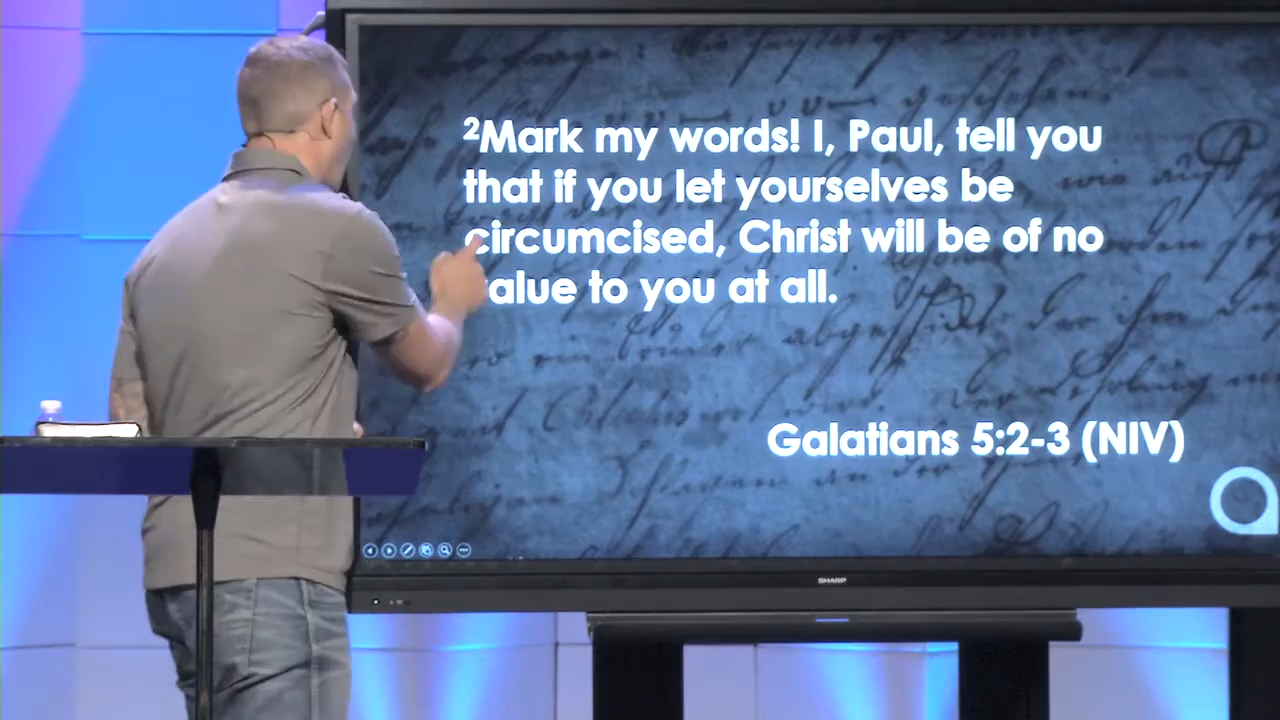 ²Mark my words! I, Paul, tell you
that if you let yourselves be
circumcised, Christ will be of no
value to you at all.
Galatians 5:2-3 (NIV)
SHARP